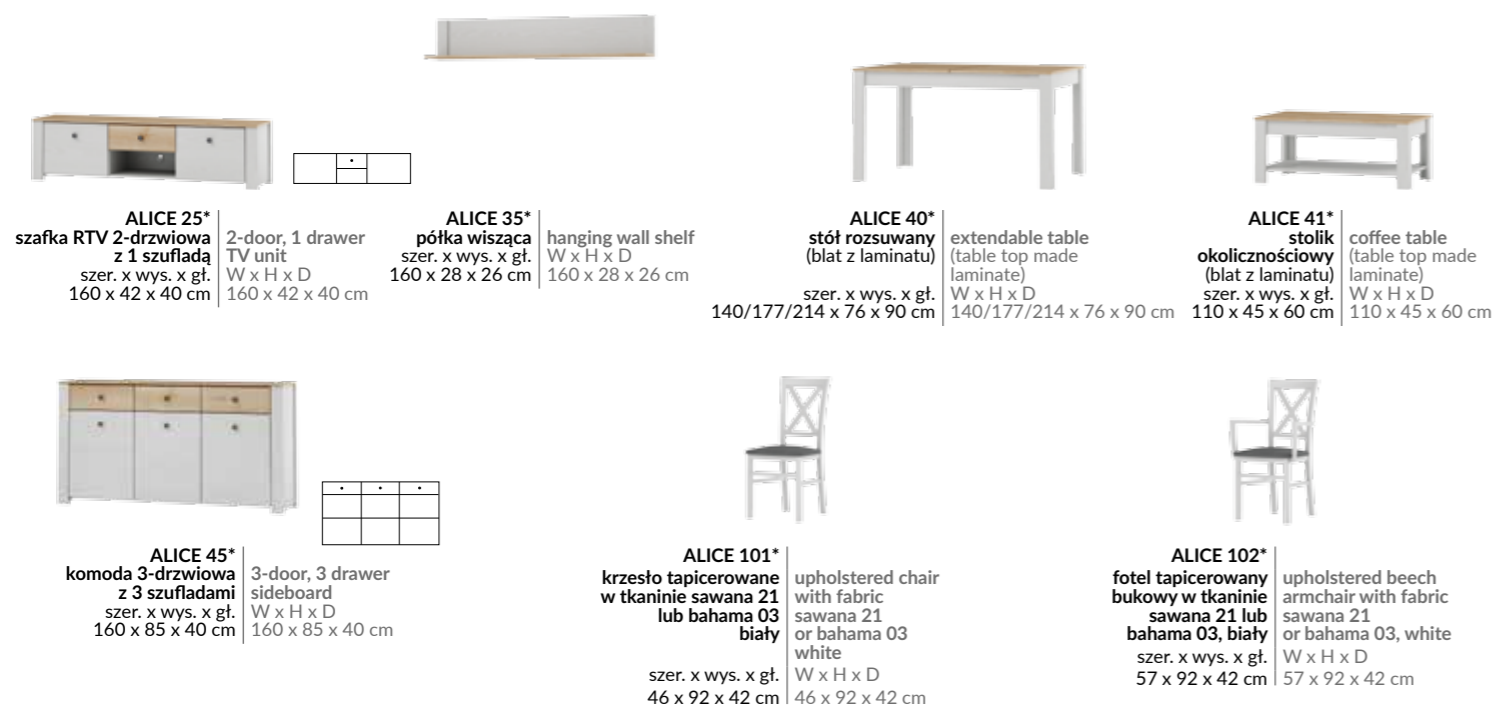 ALICE 25*
szafka RTV 2-drzwiowa
z 1 szufladą
szer. x wys. x gł.
160 x 42 x 40 cm
2-door, 1 drawer
TV unit
W x H x D
160 x 42 x 40 cm
ALICE 35*
półka wisząca
szer. x wys. x gł.
160 x 28 x 26 cm
hanging wall shelf
W x H x D
160 x 28 x 26 cm
ALICE 40*
stół rozsuwany
(blat z laminatu)
szer. x wys. x gł.
140/177/214 x 76 x 90 cm
extendable table
(table top made
laminate)
W x H x D
140/177/214 x 76 x 90 cm
ALICE 41*
stolik
okolicznościowy
(blat z laminatu)
szer. x wys. x gł.
110 x 45 x 60 cm
coffee table
(table top made
laminate)
W x H x D
110 x 45 x 60 cm
ALICE 45*
komoda 3-drzwiowa
z 3 szufladami
szer. x wys. x gł.
160 x 85 x 40 cm
3-door, 3 drawer
sideboard
W x H x D
160 x 85 x 40 cm
ALICE 101*
krzesło tapicerowane
w tkaninie sawana 21
lub bahama 03
biały
szer. x wys. x gł.
46 x 92 x 42 cm
upholstered chair
with fabric
sawana 21
or bahama 03
white
W x H x D
46 x 92 x 42 cm
ALICE 102*
fotel tapicerowany
bukowy w tkaninie
sawana 21 lub
bahama 03, biały
szer. x wys. x gł.
57 x 92 x 42 cm
upholstered beech
armchair with fabric
sawana 21
or bahama 03, white
W x H x D
57 x 92 x 42 cm